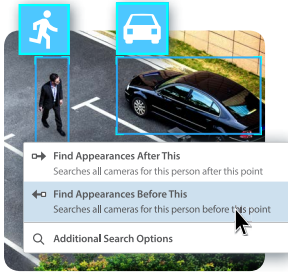 Find Appearances After This
Searches all cameras for this person after this point
Find Appearances Before This
Searches all cameras for this person before this point
Additional Search Options